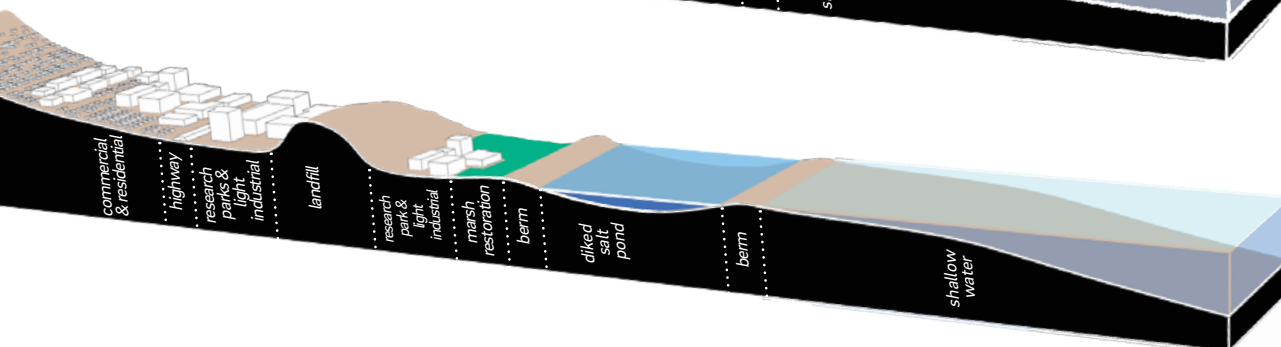 commercial
& residential
highway
research
parks &
light
industrial
landfill
research
park &
light
industrial
marsh
restoration
berm
diked
salt
pond
berm
shallow
water